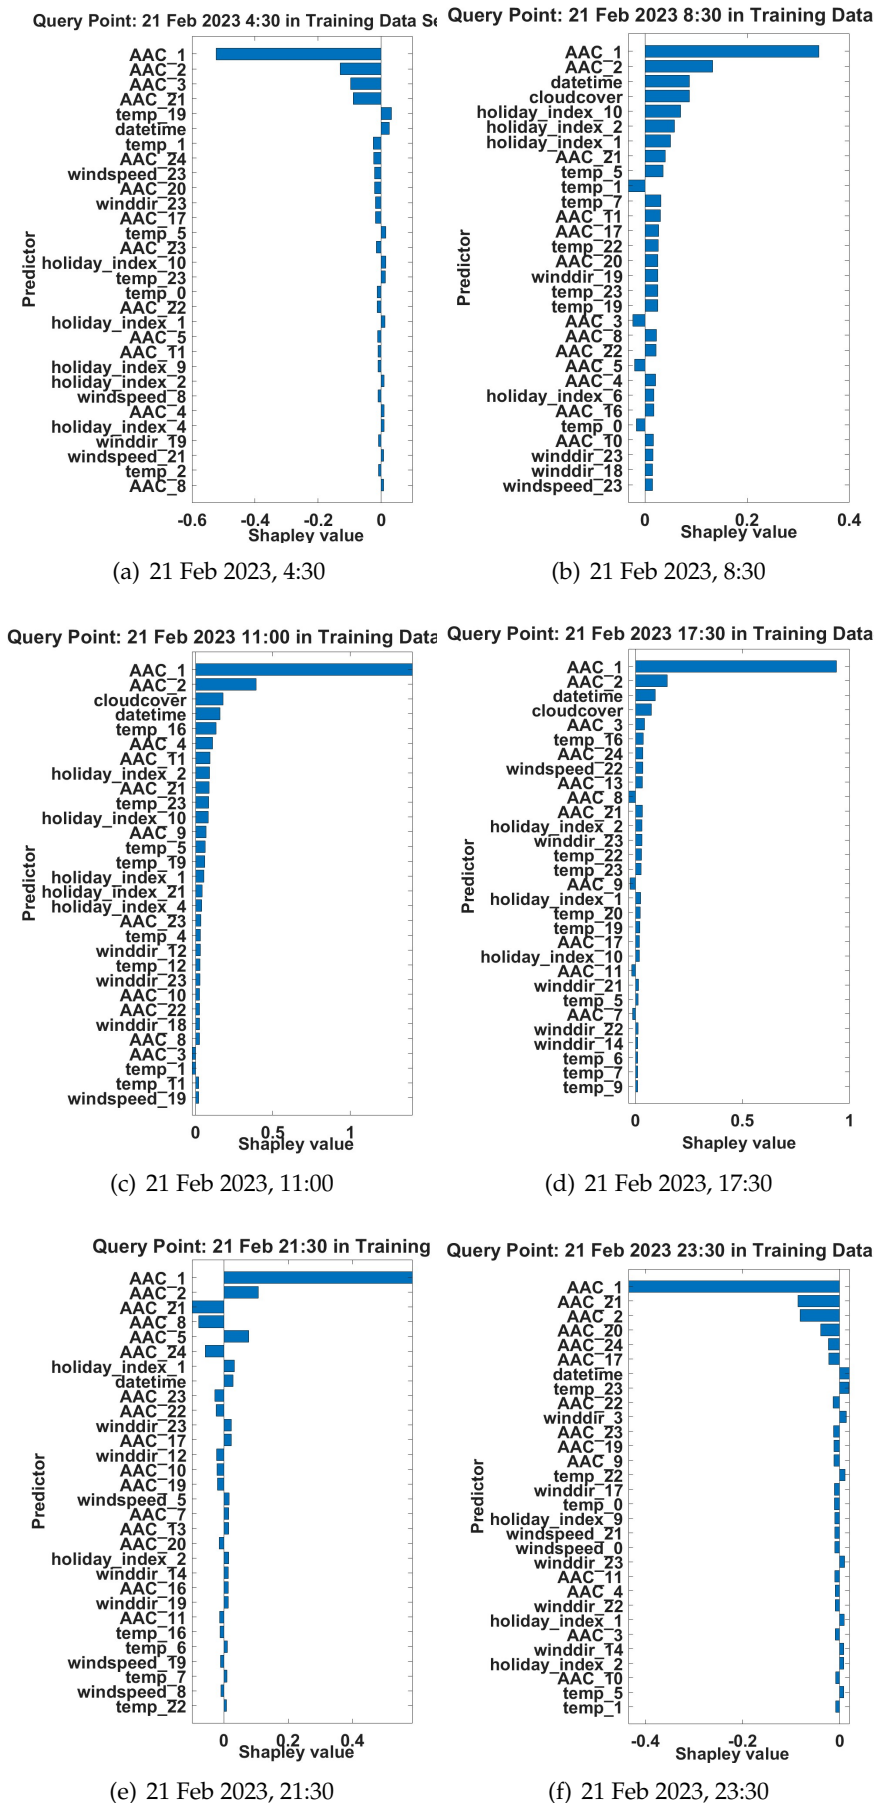 Query Point: 21 Feb 2023 4:30 in Training Data Se
AAC_1
AAC_2
AAC_3
AAC_21
temp_19
datetime
temp_1
AAC_24
windspeed_23
AAC_20
winddir_23
AAC_17
temp_5
AAC_23
holiday_index_10
temp_23
temp_0
AAC_22
holiday_index_1
AAC_5
AAC_11
holiday_index_9
holiday_index_2
windspeed_8
AAC_4
holiday_index_4
winddir_19
windspeed_21
temp_2
AAC_8
Predictor
-0.6 -0.4 -0.2 0
Shapley value
(a) 21 Feb 2023, 4:30
Query Point: 21 Feb 2023 8:30 in Training Data
AAC_1
AAC_2
datetime
cloudcover
holiday_index_10
holiday_index_2
holiday_index_1
AAC_21
temp_5
temp_1
temp_7
AAC_11
AAC_17
temp_22
AAC_20
winddir_19
temp_23
temp_19
AAC_3
AAC_8
AAC_22
AAC_5
AAC_4
holiday_index_6
AAC_16
temp_0
AAC_10
winddir_23
winddir_18
windspeed_23
Predictor
0 0.2 0.4
Shapley value
(b) 21 Feb 2023, 8:30
Query Point: 21 Feb 2023 11:00 in Training Data
AAC_1
AAC_2
cloudcover
datetime
temp_16
AAC_4
AAC_11
holiday_index_2
AAC_21
temp_23
holiday_index_10
AAC_9
temp_5
temp_19
holiday_index_1
holiday_index_21
holiday_index_4
AAC_23
temp_4
winddir_12
temp_12
winddir_23
AAC_10
AAC_22
winddir_18
AAC_8
AAC_3
temp_1
temp_11
windspeed_19
Predictor
0 0.5 1
Shapley value
(c) 21 Feb 2023, 11:00
Query Point: 21 Feb 2023 17:30 in Training Data
AAC_1
AAC_2
datetime
cloudcover
AAC_3
temp_16
AAC_24
windspeed_22
AAC_13
AAC_8
AAC_21
holiday_index_2
winddir_23
temp_22
temp_23
AAC_9
holiday_index_1
temp_20
temp_19
AAC_17
holiday_index_10
AAC_11
winddir_21
temp_5
AAC_7
winddir_22
winddir_14
temp_6
temp_7
temp_9
Predictor
0 0.5 1
Shapley value
(d) 21 Feb 2023, 17:30
Query Point: 21 Feb 21:30 in Training
AAC_1
AAC_2
AAC_21
AAC_8
AAC_5
AAC_24
holiday_index_1
datetime
AAC_23
AAC_22
winddir_23
AAC_17
winddir_12
AAC_10
AAC_19
windspeed_5
AAC_7
AAC_13
AAC_20
holiday_index_2
winddir_14
AAC_16
winddir_19
AAC_11
temp_16
temp_6
windspeed_19
temp_7
windspeed_8
temp_22
Predictor
0 0.2 0.4
Shapley value
(e) 21 Feb 2023, 21:30
Query Point: 21 Feb 2023 23:30 in Training Data
AAC_1
AAC_21
AAC_2
AAC_20
AAC_24
AAC_17
datetime
temp_23
AAC_22
winddir_3
AAC_23
AAC_19
AAC_9
temp_22
winddir_17
temp_0
holiday_index_9
windspeed_21
windspeed_0
winddir_23
AAC_11
AAC_4
winddir_22
holiday_index_1
AAC_3
winddir_14
holiday_index_2
AAC_10
temp_5
temp_1
Predictor
-0.4 -0.2 0
Shapley value
(f) 21 Feb 2023, 23:30